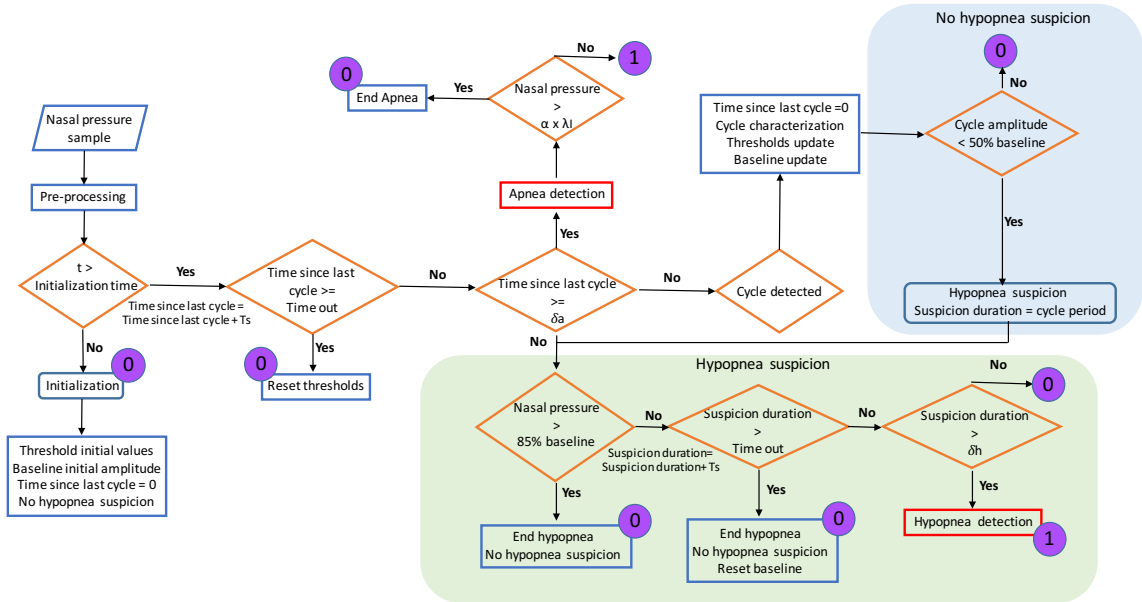 No hypopnea suspicion
0
No
Cycle amplitude
< 50% baseline
Yes
Hypopnea suspicion
Suspicion duration = cycle period
Time since last cycle =0
Cycle characterization
Thresholds update
Baseline update
No
1
0
Nasal pressure
>
α x λI
Yes
End Apnea
Apnea detection
Yes
Nasal pressure
sample
Pre-processing
t >
Initialization time
Yes
Time since last cycle =
Time since last cycle + Ts
Time since last
cycle >=
Time out
No
Time since last cycle
>=
δa
No
Cycle detected
No
0
Initialization
Threshold initial values
Baseline initial amplitude
Time since last cycle = 0
No hypopnea suspicion
Yes
0
Reset thresholds
No
Hypopnea suspicion
Nasal pressure
>
85% baseline
No
Suspicion duration=
Suspicion duration+ Ts
Suspicion duration
>
Time out
No
Suspicion duration
>
δh
No
0
Yes
End hypopnea
No hypopnea suspicion
0
Yes
End hypopnea
No hypopnea suspicion
Reset baseline
0
Yes
Hypopnea detection
1